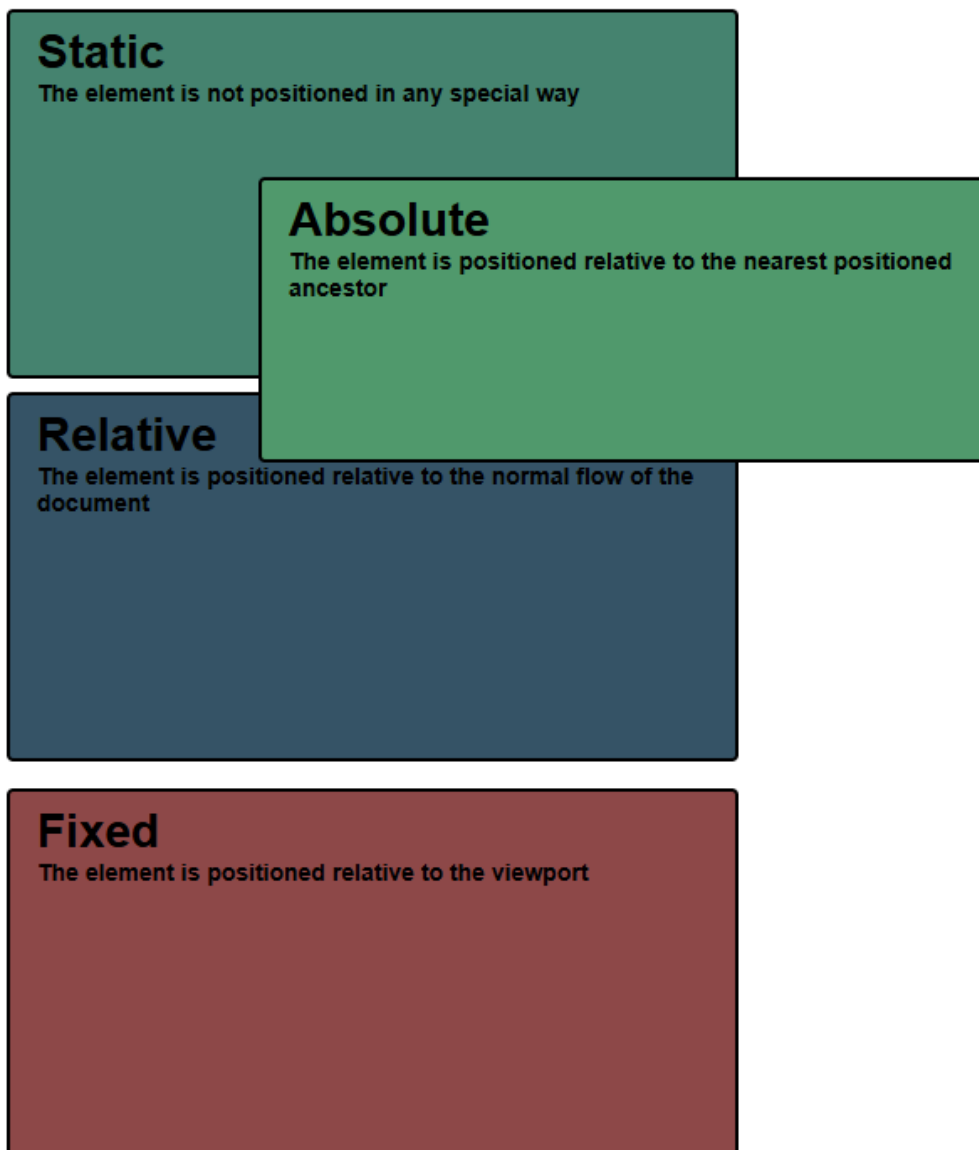 Static
The element is not positioned in any special way
Absolute
The element is positioned relative to the nearest positioned
ancestor
Relative
The element is positioned relative to the normal flow of the
document
Fixed
The element is positioned relative to the viewport